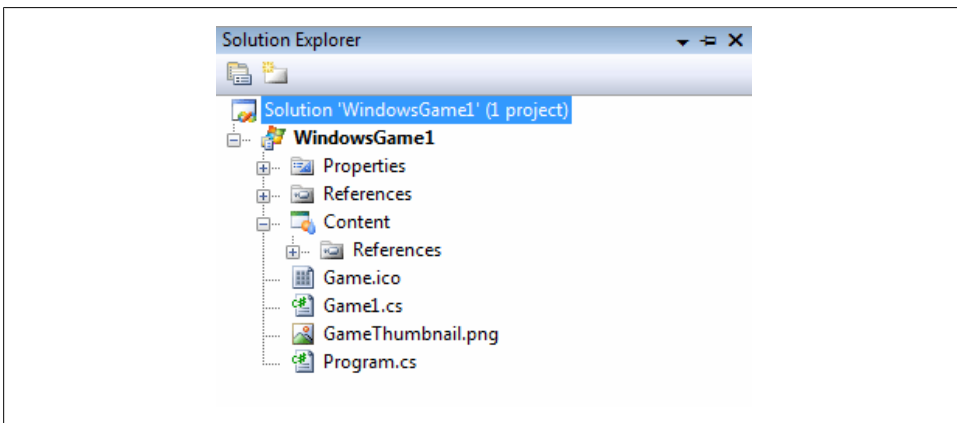 Solution Explorer
Solution 'WindowsGame1' (1 project)
WindowsGame1
Properties
References
Content
References
Game.ico
Game1.cs
GameThumbnail.png
Program.cs